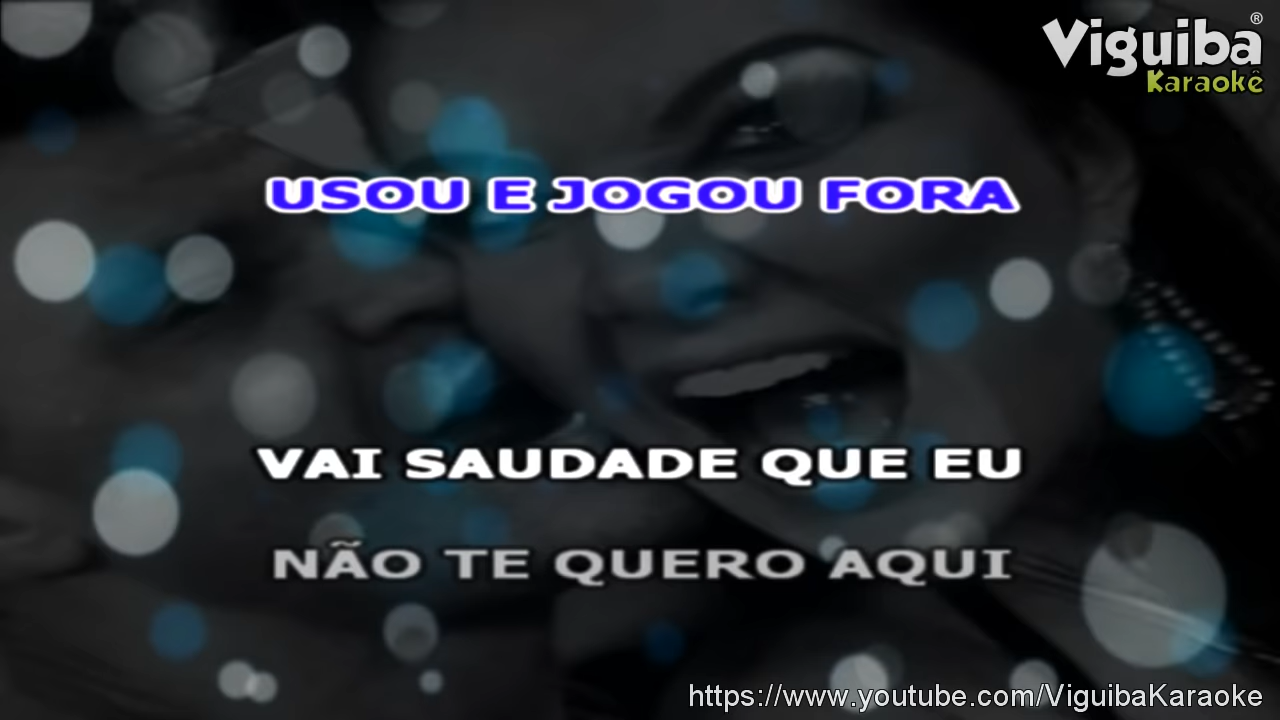 Viguiba®
Karaokê
USOU E JOGOU FORA
VAI SAUDADE QUE EU
NÃO TE QUERO AQUI
https://www.youtube.com/ViguibaKaraoke